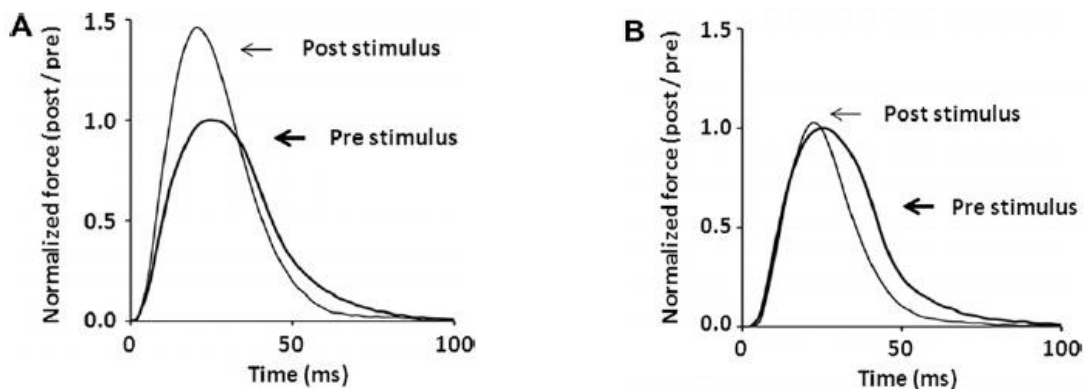 A
Normalized force (post / pre)
1.5
1.0
0.5
0.0
Post stimulus
Pre stimulus
0
50
100
Time (ms)
B
Normalized force (post / pre)
1.5
1.0
0.5
0.0
Post stimulus
Pre stimulus
0
50
100
Time (ms)